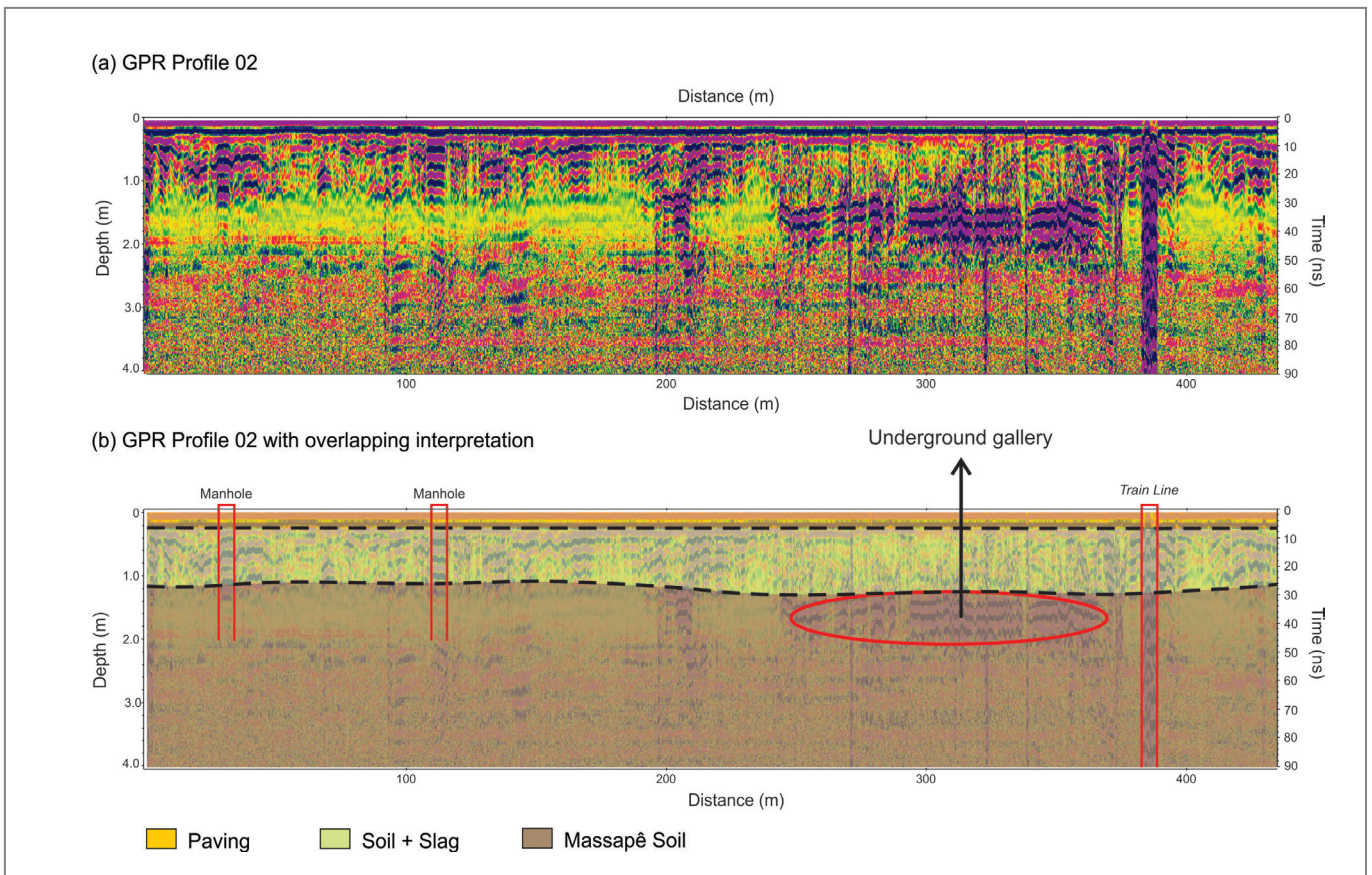 (a) GPR Profile 02
Distance (m)
0
1.0
2.0
3.0
4.0
Depth (m)
0
10
20
30
40
50
60
70
80
90
Time (ns)
100
200
300
400
Distance (m)
(b) GPR Profile 02 with overlapping interpretation
Underground gallery
Manhole
Manhole
Train Line
0
1.0
2.0
3.0
4.0
Depth (m)
0
10
20
30
40
50
60
70
80
90
Time (ns)
100
200
300
400
Distance (m)
Paving
Soil + Slag
Massapê Soil